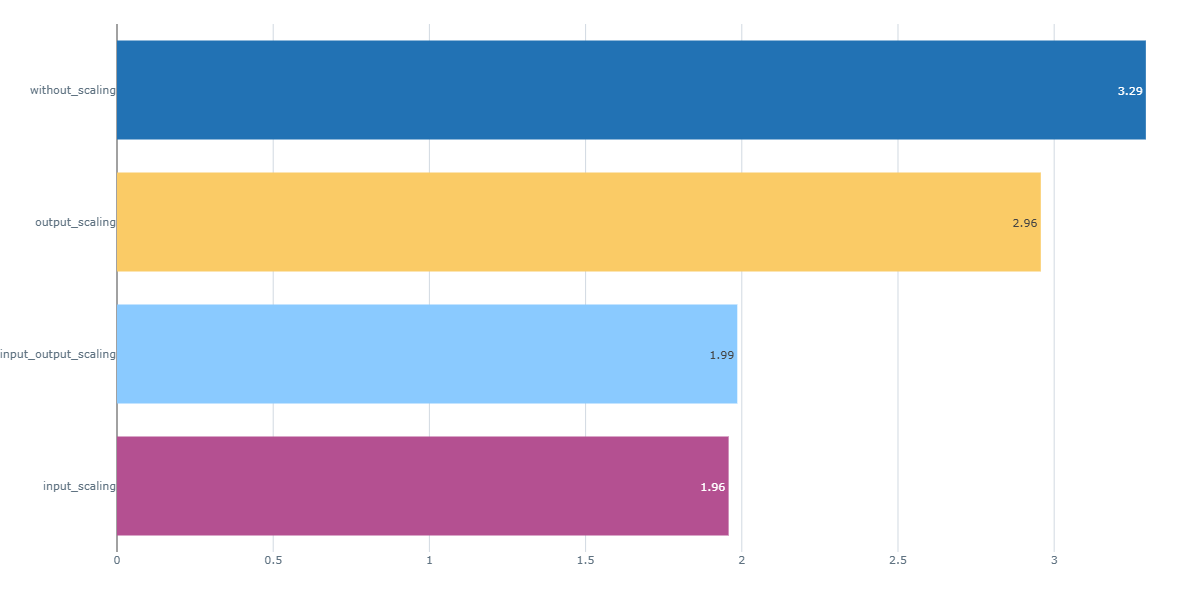 without_scaling
3.29
output_scaling
2.96
input_output_scaling
1.99
input_scaling
1.96
0 0.5 1 1.5 2 2.5 3